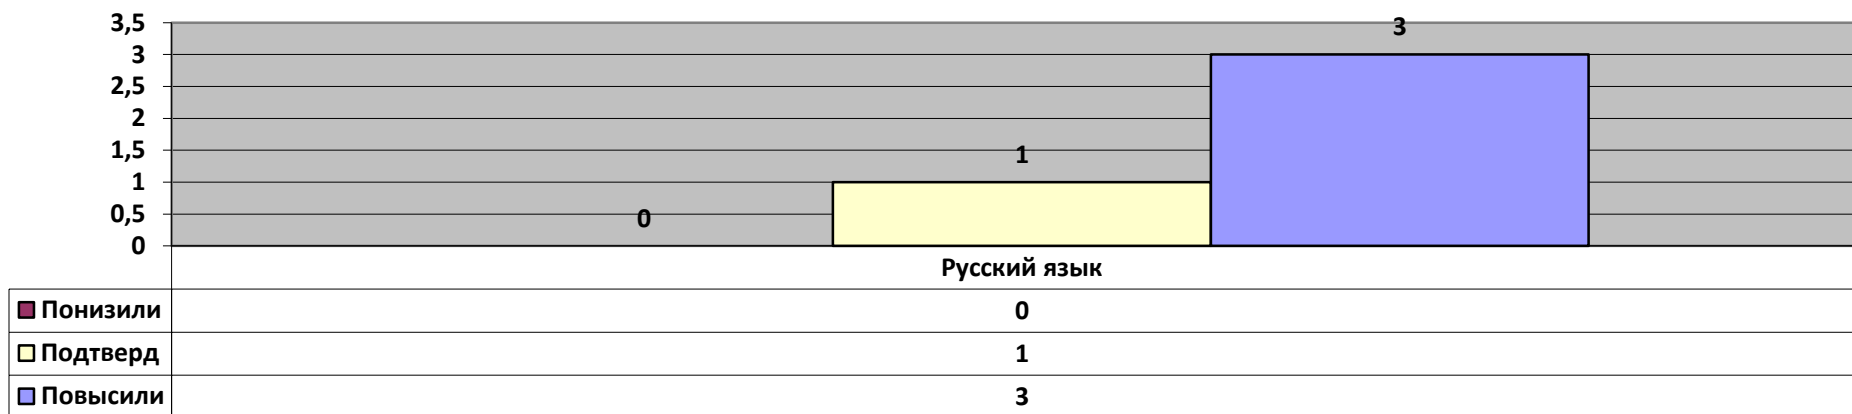 3,5
3
2,5
2
1,5
1
0,5
0
0
1
3
Русский язык
Понизили 0
Подтверд 1
Повысили 3